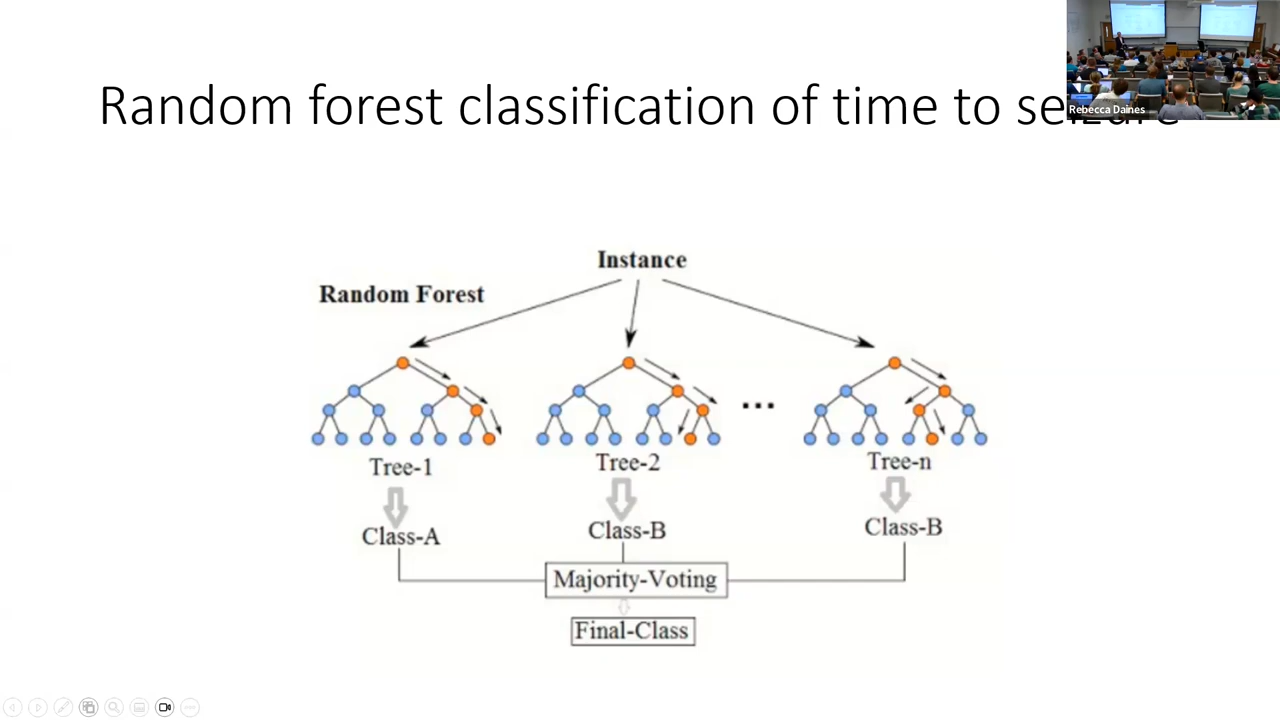 Random forest classification of time to seizure
Rebecca Daines
Instance
Random Forest
...
Tree-1
Tree-2
Tree-n
Class-A
Class-B
Class-B
Majority-Voting
Final-Class